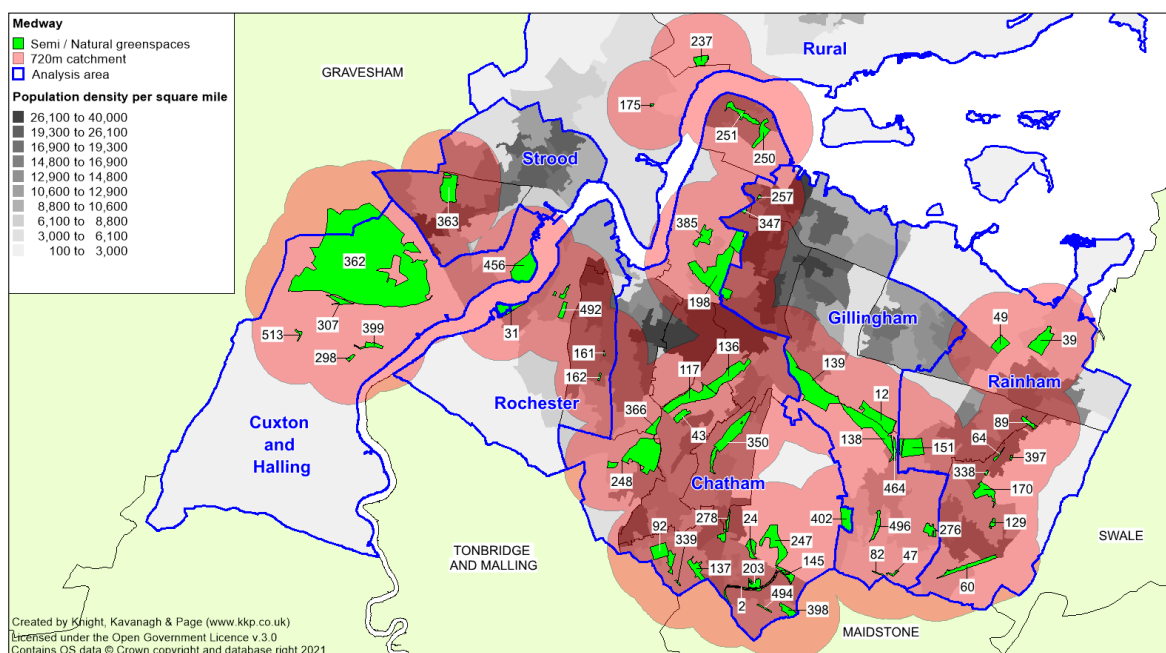 Medway
Semi / Natural greenspaces
720m catchment
Analysis area
Population density per square mile
26,100 to 40,000
19,300 to 26,100
16,900 to 19,300
14,800 to 16,900
12,900 to 14,800
10,600 to 12,900
8,800 to 10,600
6,100 to 8,800
3,000 to 6,100
100 to 3,000
GRAVESHAM
237
Rural
175
251
250
Strood
363
257
347
385
362
456
198
307
31
492
513
399
298
136
161
117
162
Gillingham
49
39
139
Rainham
12
Rochester
366
Cuxton
and
Halling
43
350
138
151
89
64
397
338
248
Chatham
464
170
278
24
402
496
276
129
92
339
247
82
47
137
203
145
60
2
494
398
TONBRIDGE
AND MALLING
SWALE
MAIDSTONE
Created by Knight, Kavanagh & Page (www.kkp.co.uk)
Licensed under the Open Government Licence v.3.0
Contains OS data © Crown copyright and database right 2021